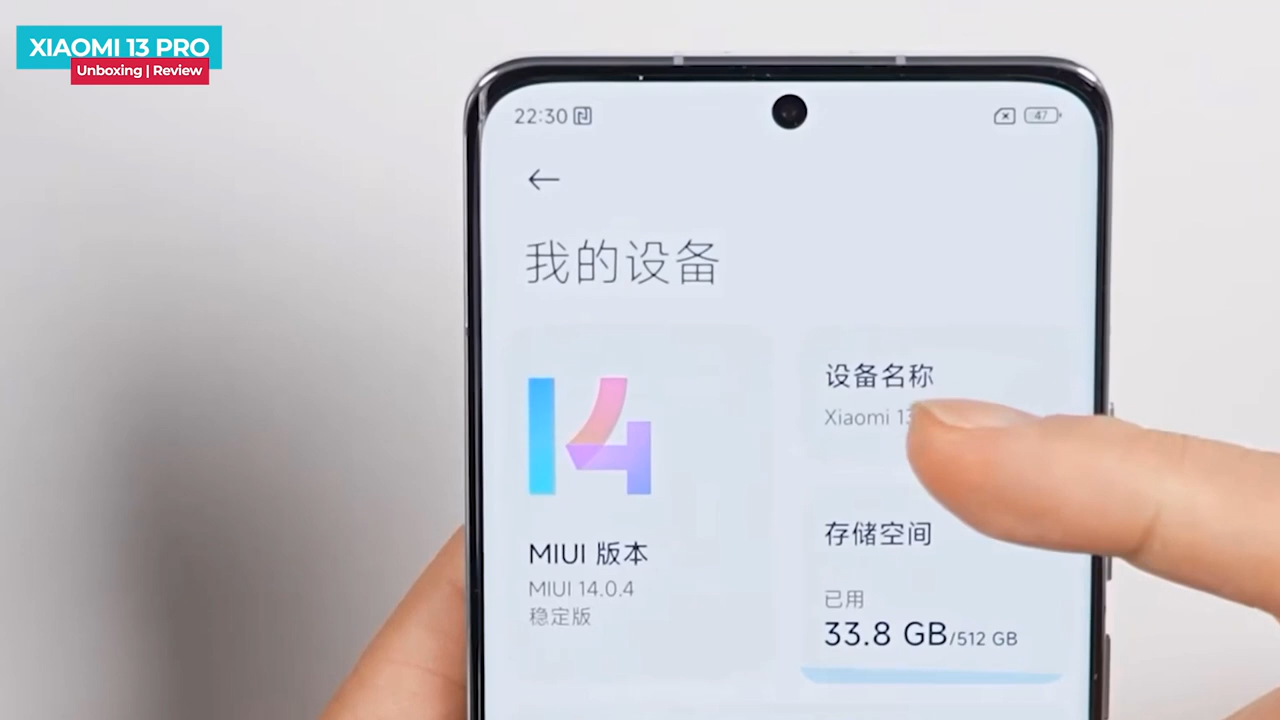 XIAOMI 13 PRO
Unboxing | Review
22:30
47
我的设备
14
MIUI 版本
MIUI 14.0.4
稳定版
设备名称
Xiaomi 13
存储空间
已用
33.8 GB/512 GB